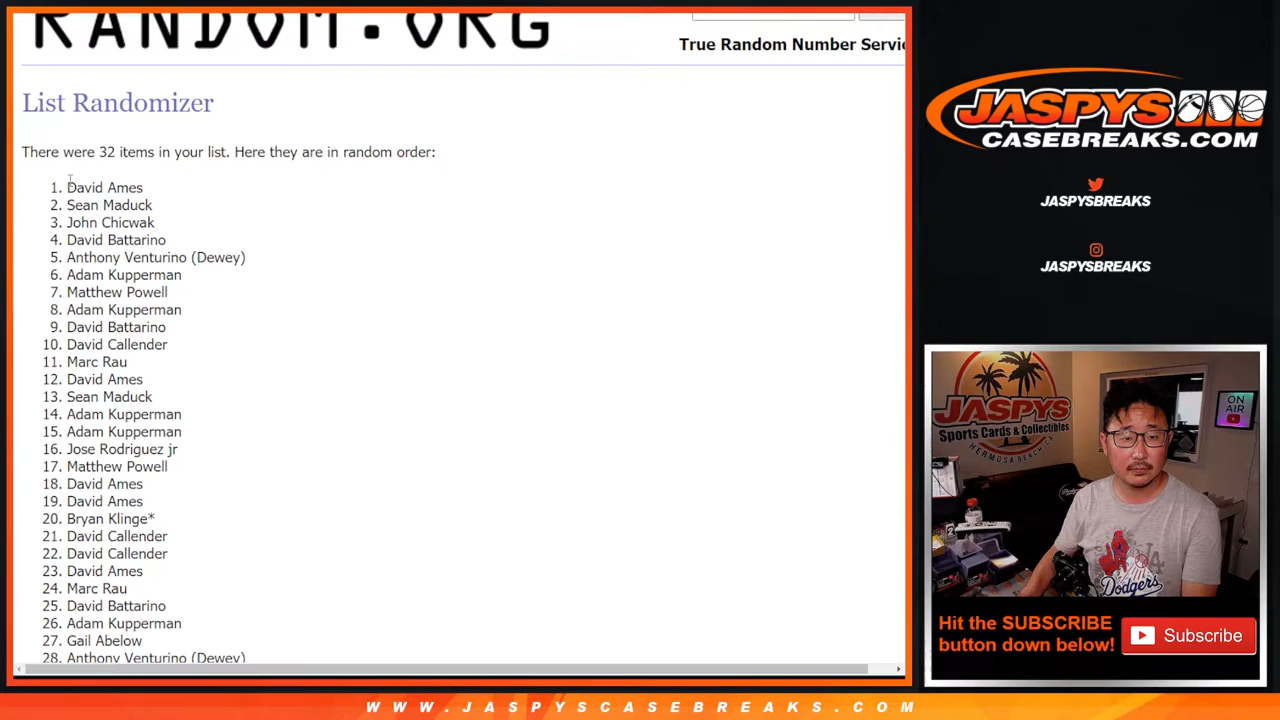 RANDOM.ORG
True Random Number Servic
List Randomizer
There were 32 items in your list. Here they are in random order:
1. David Ames
2. Sean Maduck
3. John Chicwak
4. David Battarino
5. Anthony Venturino (Dewey)
6. Adam Kupperman
7. Matthew Powell
8. Adam Kupperman
9. David Battarino
10. David Callender
11. Marc Rau
12. David Ames
13. Sean Maduck
14. Adam Kupperman
15. Adam Kupperman
16. Jose Rodriguez jr
17. Matthew Powell
18. David Ames
19. David Ames
20. Bryan Klinge*
21. David Callender
22. David Callender
23. David Ames
24. Marc Rau
25. David Battarino
26. Adam Kupperman
27. Gail Abelow
28. Anthony Venturino (Dewey)
JASPYS
CASEBREAKS.COM
JASPYSBREAKS
JASPYSBREAKS
JASPYS
Sports Cards & Collectibles
HERMOSA BEACH, CA
ON
AIR
Dodgers
Hit the SUBSCRIBE
button down below!
Subscribe
WWW.JASPYSCASEBREAKS.COM